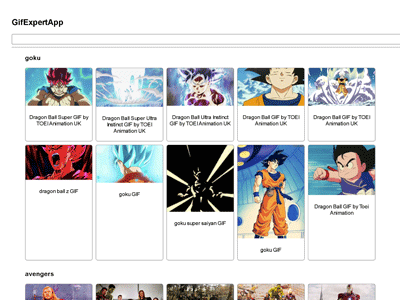 GifExpertApp
goku
Dragon Ball Super GIF by
TOEI Animation UK
Dragon Ball Super Ultra
Instinct GIF by TOEI
Animation UK
Dragon Ball Ultra Instinct
GIF by TOEI Animation UK
Dragon Ball GIF by TOEI
Animation UK
Dragon Ball GIF by TOEI
Animation UK
dragon ball z GIF
goku GIF
goku super saiyan GIF
goku GIF
Dragon Ball GIF by Toei
Animation
avengers